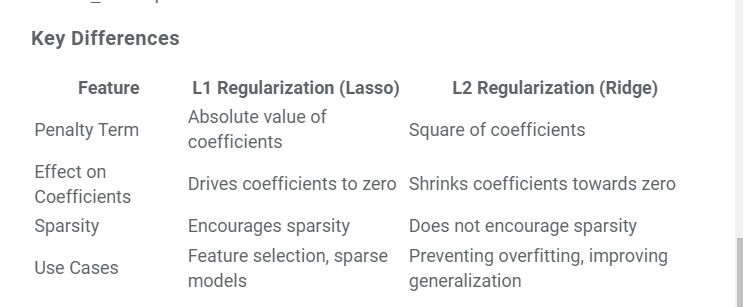 Key Differences
Feature L1 Regularization (Lasso) L2 Regularization (Ridge)
Penalty Term Absolute value of coefficients Square of coefficients
Effect on Coefficients Drives coefficients to zero Shrinks coefficients towards zero
Sparsity Encourages sparsity Does not encourage sparsity
Use Cases Feature selection, sparse models Preventing overfitting, improving generalization